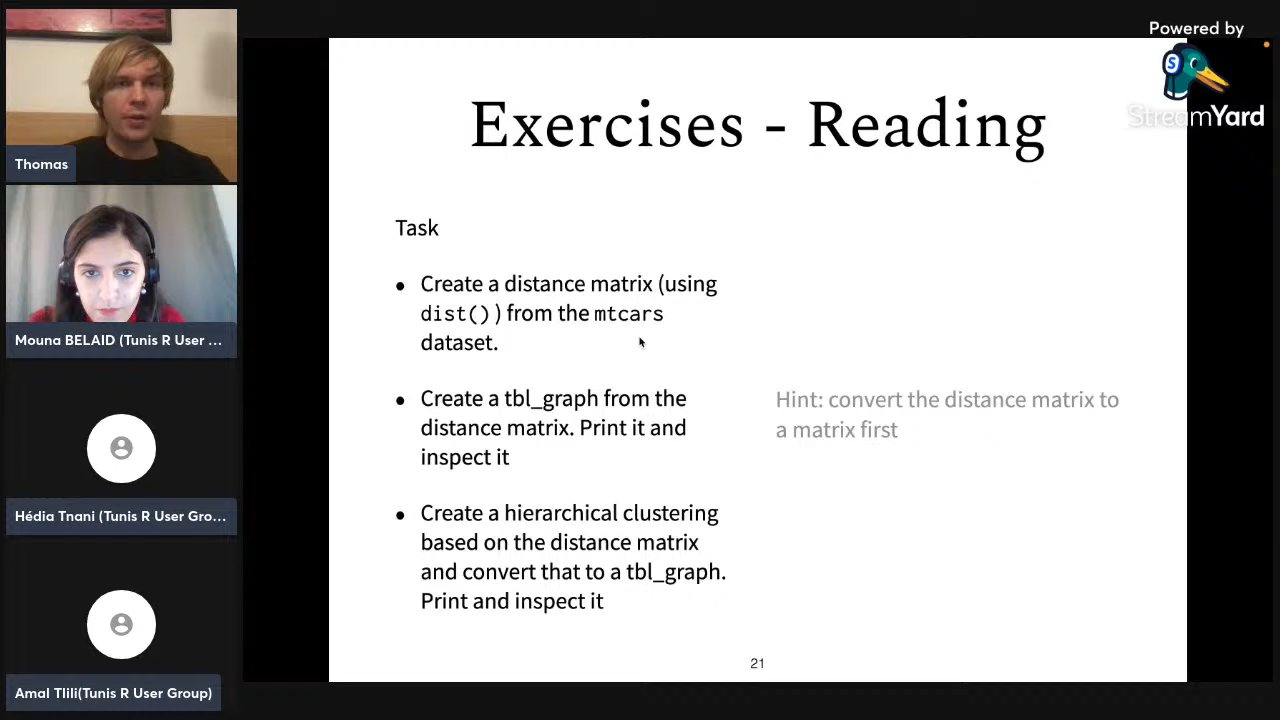 Powered by
StreamYard
Thomas
Mouna BELAID (Tunis R User ...
Hédia Tnani (Tunis R User Gro...
Amal Tlili(Tunis R User Group)
Exercises - Reading
Task
• Create a distance matrix (using
dist()) from the mtcars
dataset.
• Create a tbl_graph from the
distance matrix. Print it and
inspect it
Hint: convert the distance matrix to
a matrix first
• Create a hierarchical clustering
based on the distance matrix
and convert that to a tbl_graph.
Print and inspect it
21